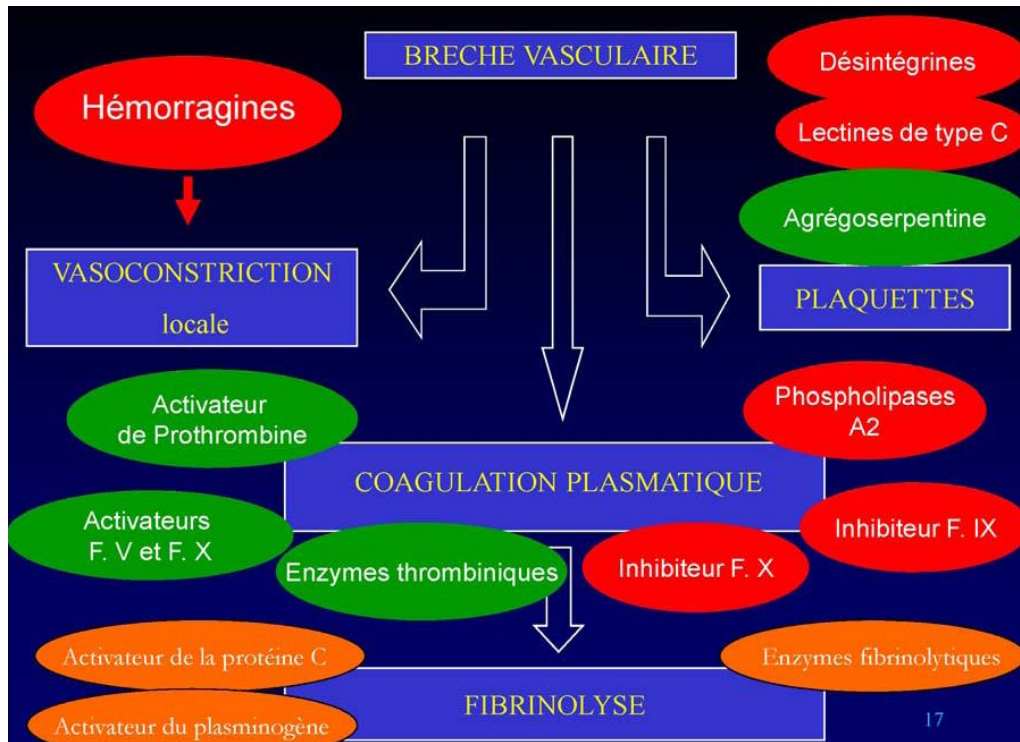 BRECHE VASCULAIRE
Désintégrines
Hémorragines
Lectines de type C
Agrégoserpentine
VASOCONSTRICTION
locale
PLAQUETTES
Activateur
de Prothrombine
Phospholipases
A2
COAGULATION PLASMATIQUE
Activateurs
F. V et F. X
Inhibiteur F. IX
Enzymes thrombiniques
Inhibiteur F. X
Activateur de la protéine C
Enzymes fibrinolytiques
FIBRINOLYSE
Activateur du plasminogène
17